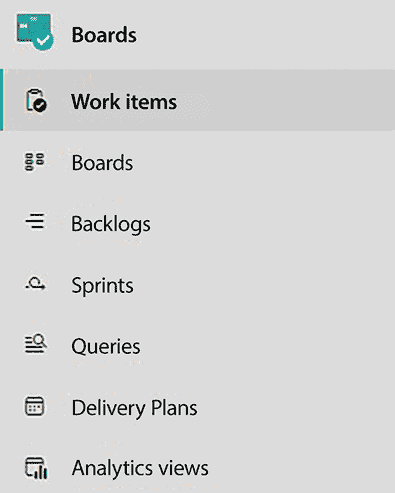 Boards
Work items
Boards
Backlogs
Sprints
Queries
Delivery Plans
Analytics views